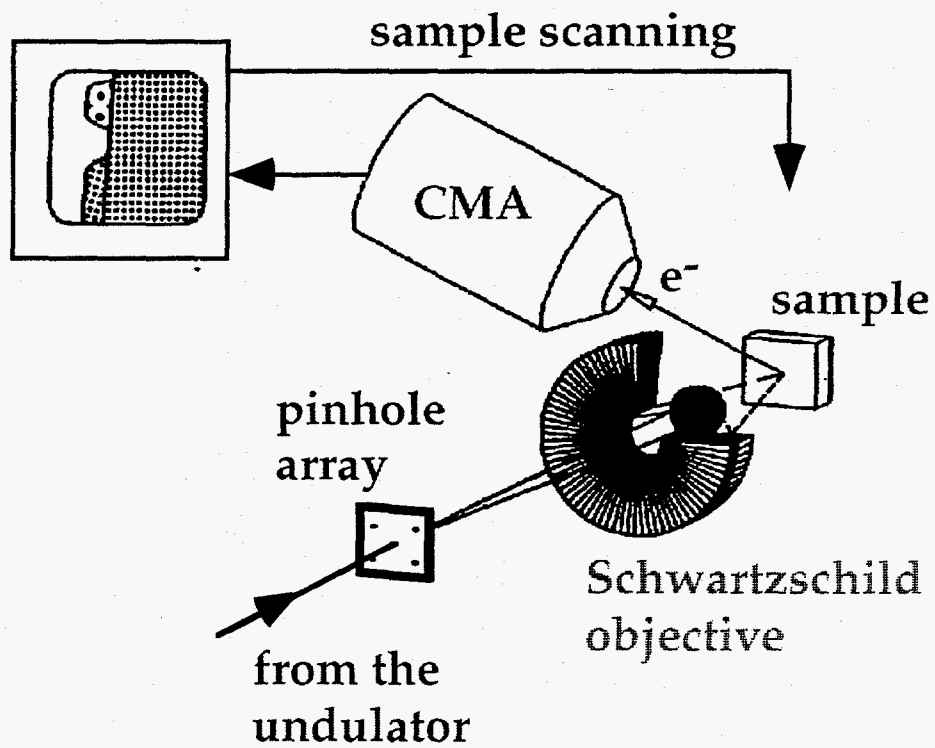 sample scanning
CMA
e-
sample
pinhole
array
Schwartzschild
objective
from the
undulator